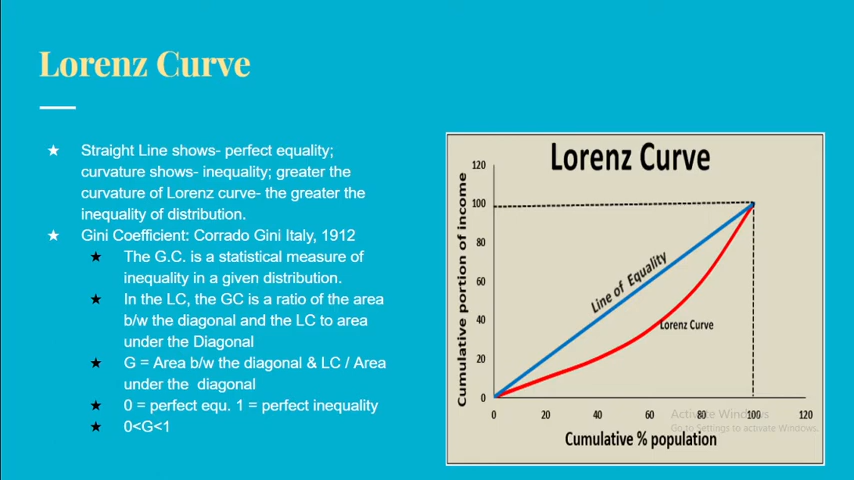 Lorenz Curve
★ Straight Line shows- perfect equality;
curvature shows- inequality; greater the
curvature of Lorenz curve- the greater the
inequality of distribution.
★ Gini Coefficient: Corrado Gini Italy, 1912
★ The G.C. is a statistical measure of
inequality in a given distribution.
★ In the LC, the GC is a ratio of the area
b/w the diagonal and the LC to area
under the Diagonal
★ G = Area b/w the diagonal & LC / Area
under the diagonal
★ 0 = perfect equ. 1 = perfect inequality
★ 0<G<1
Lorenz Curve
Cumulative portion of income
120
100
80
60
40
20
0
Line of Equality
Lorenz Curve
0 20 40 60 80 100 120
Cumulative % population
Activate Windows
Go to Settings to activate Windows.